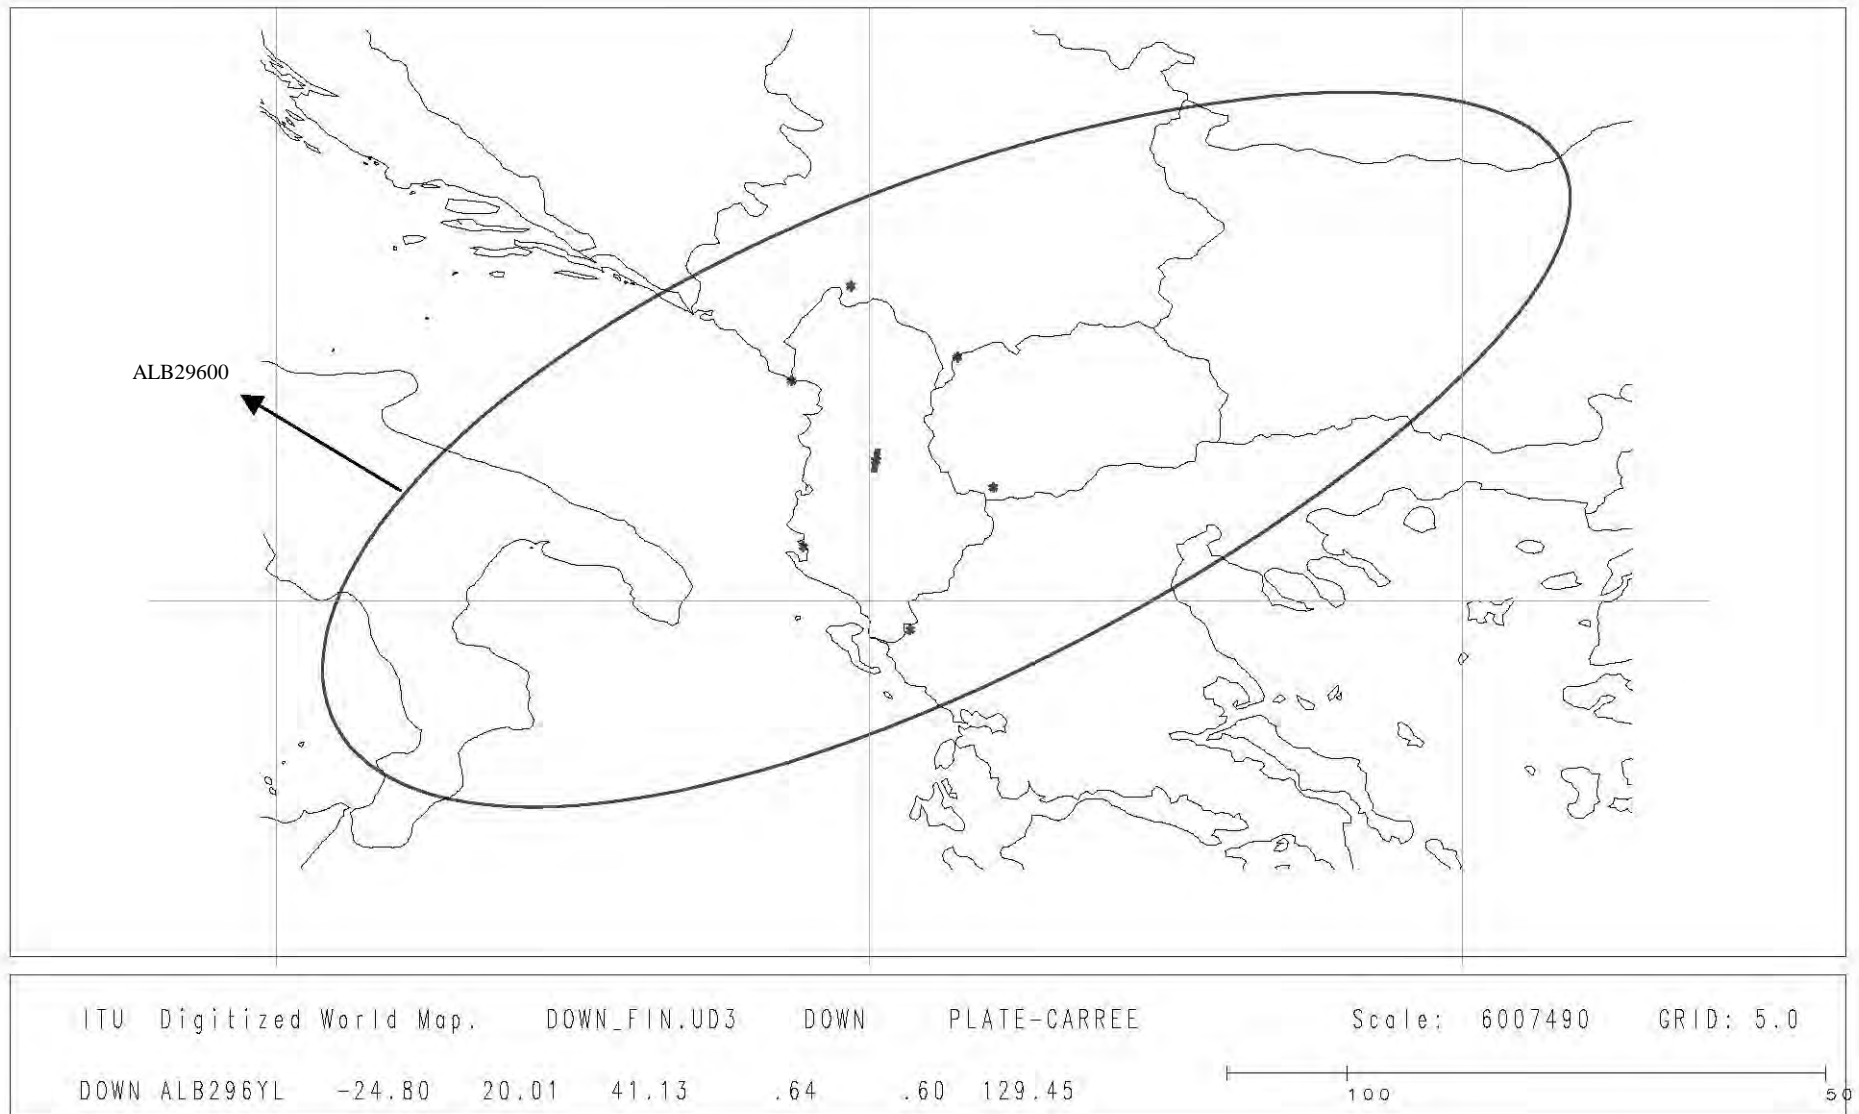 ALB29600
ITU Digitized World Map. DOWN_FIN.UD3 DOWN PLATE-CARREE Scale: 6007490 GRID: 5.0
DOWN ALB296YL -24.80 20.01 41.13 .64 .60 129.45
100 50